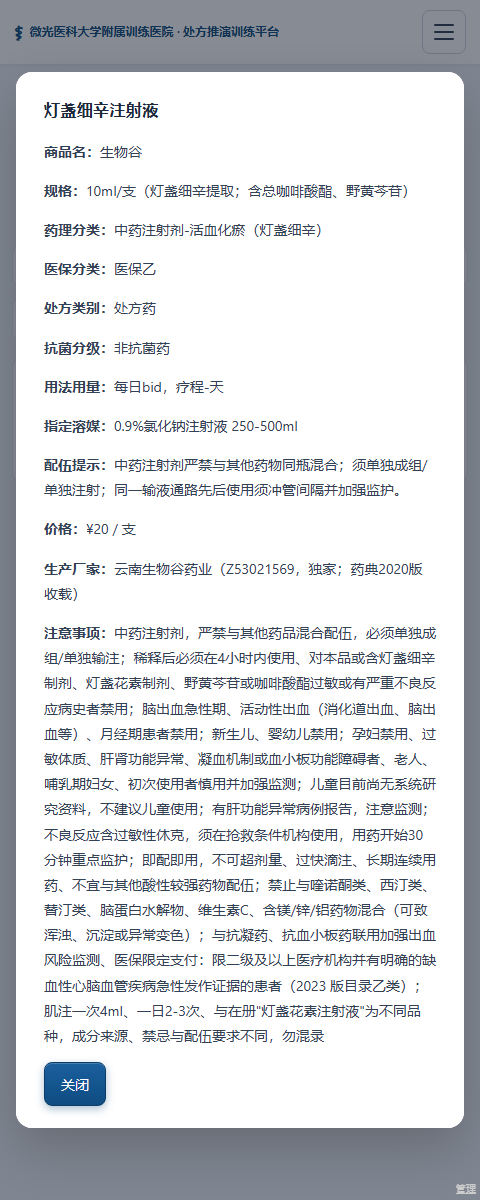 微光医科大学附属训练医院 · 处方推演训练平台
灯盏细辛注射液
商品名：生物谷
规格：10ml/支（灯盏细辛提取；含总咖啡酸酯、野黄芩苷）
药理分类：中药注射剂-活血化瘀（灯盏细辛）
医保分类：医保乙
处方类别：处方药
抗菌分级：非抗菌药
用法用量：每日bid，疗程-天
指定溶媒：0.9%氯化钠注射液 250-500ml
配伍提示：中药注射剂严禁与其他药物同瓶混合；须单独成组/
单独注射；同一输液通路先后使用须冲管间隔并加强监护。
价格：¥20 / 支
生产厂家：云南生物谷药业（Z53021569，独家；药典2020版
收载）
注意事项：中药注射剂，严禁与其他药品混合配伍，必须单独成
组/单独输注；稀释后必须在4小时内使用、对本品或含灯盏细辛
制剂、灯盏花素制剂、野黄芩苷或咖啡酸酯过敏或有严重不良反
应病史者禁用；脑出血急性期、活动性出血（消化道出血、脑出
血等）、月经期患者禁用；新生儿、婴幼儿禁用；孕妇禁用、过
敏体质、肝肾功能异常、凝血机制或血小板功能障碍者、老人、
哺乳期妇女、初次使用者慎用并加强监测；儿童目前尚无系统研
究资料，不建议儿童使用；有肝功能异常病例报告，注意监测；
不良反应含过敏性休克，须在抢救条件机构使用，用药开始30
分钟重点监护；即配即用，不可超剂量、过快滴注、长期连续用
药、不宜与其他酸性较强药物配伍；禁止与喹诺酮类、西汀类、
替汀类、脑蛋白水解物、维生素C、含镁/锌/铝药物混合（可致
浑浊、沉淀或异常变色）；与抗凝药、抗血小板药联用加强出血
风险监测、医保限定支付：限二级及以上医疗机构并有明确的缺
血性心脑血管疾病急性发作证据的患者（2023 版目录乙类）；
肌注一次4ml、一日2-3次、与在册"灯盏花素注射液"为不同品
种，成分来源、禁忌与配伍要求不同，勿混录
关闭
管理